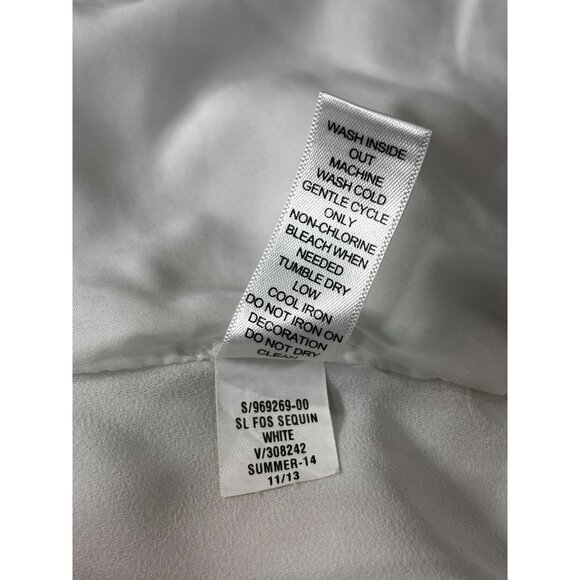 WASH INSIDE
OUT
MACHINE
WASH COLD
GENTLE CYCLE
ONLY
NON-CHLORINE
BLEACH WHEN
NEEDED
TUMBLE DRY
LOW
COOL IRON
DO NOT IRON ON
DECORATION
DO NOT DRY
CLEAN
S/969269-00
SL FOS SEQUIN
WHITE
V/308242
SUMMER-14
11/13